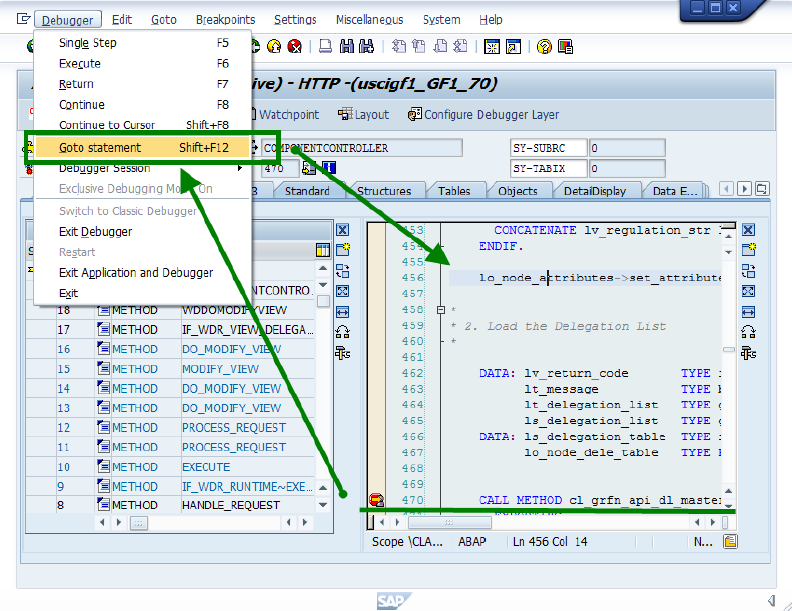 Debugger Edit Goto Breakpoints Settings Miscellaneous System Help
Single Step F5
Execute F6
Return F7
Continue F8
Continue to Cursor Shift+F8
Goto statement Shift+F12
Debugger Session
Exclusive Debugging Mode On
Switch to Classic Debugger
Exit Debugger
Restart
Exit Application and Debugger
Exit
ive) - HTTP -(uscigf1_GF1_70)
Watchpoint Layout Configure Debugger Layer
COMPONENTCONTROLLER SY-SUBRC 0
470 SY-TABIX 0
3 Standard Structures Tables Objects DetailDisplay Data E...
NTCONTRO...
18 METHOD WDDOMODIFYVIEW
17 METHOD IF_WDR_VIEW_DELEGA...
16 METHOD DO_MODIFY_VIEW
15 METHOD MODIFY_VIEW
14 METHOD DO_MODIFY_VIEW
13 METHOD DO_MODIFY_VIEW
12 METHOD PROCESS_REQUEST
11 METHOD PROCESS_REQUEST
10 METHOD EXECUTE
9 METHOD IF_WDR_RUNTIME~EXE...
8 METHOD HANDLE_REQUEST
453 CONCATENATE lv_regulation_str
454 ENDIF.
455
456 lo_node_attributes->set_attribute
457
458 *
459 * 2. Load the Delegation List
460 *
461
462 DATA: lv_return_code TYPE
463 lt_message TYPE
464 lt_delegation_list TYPE g
465 ls_delegation_list TYPE g
466 DATA: ls_delegation_table TYPE
467 lo_node_dele_table TYPE
468
469
470 CALL METHOD cl_grfn_api_dl_master
Scope \CLA... ABAP Ln 456 Col 14 N...
SAP